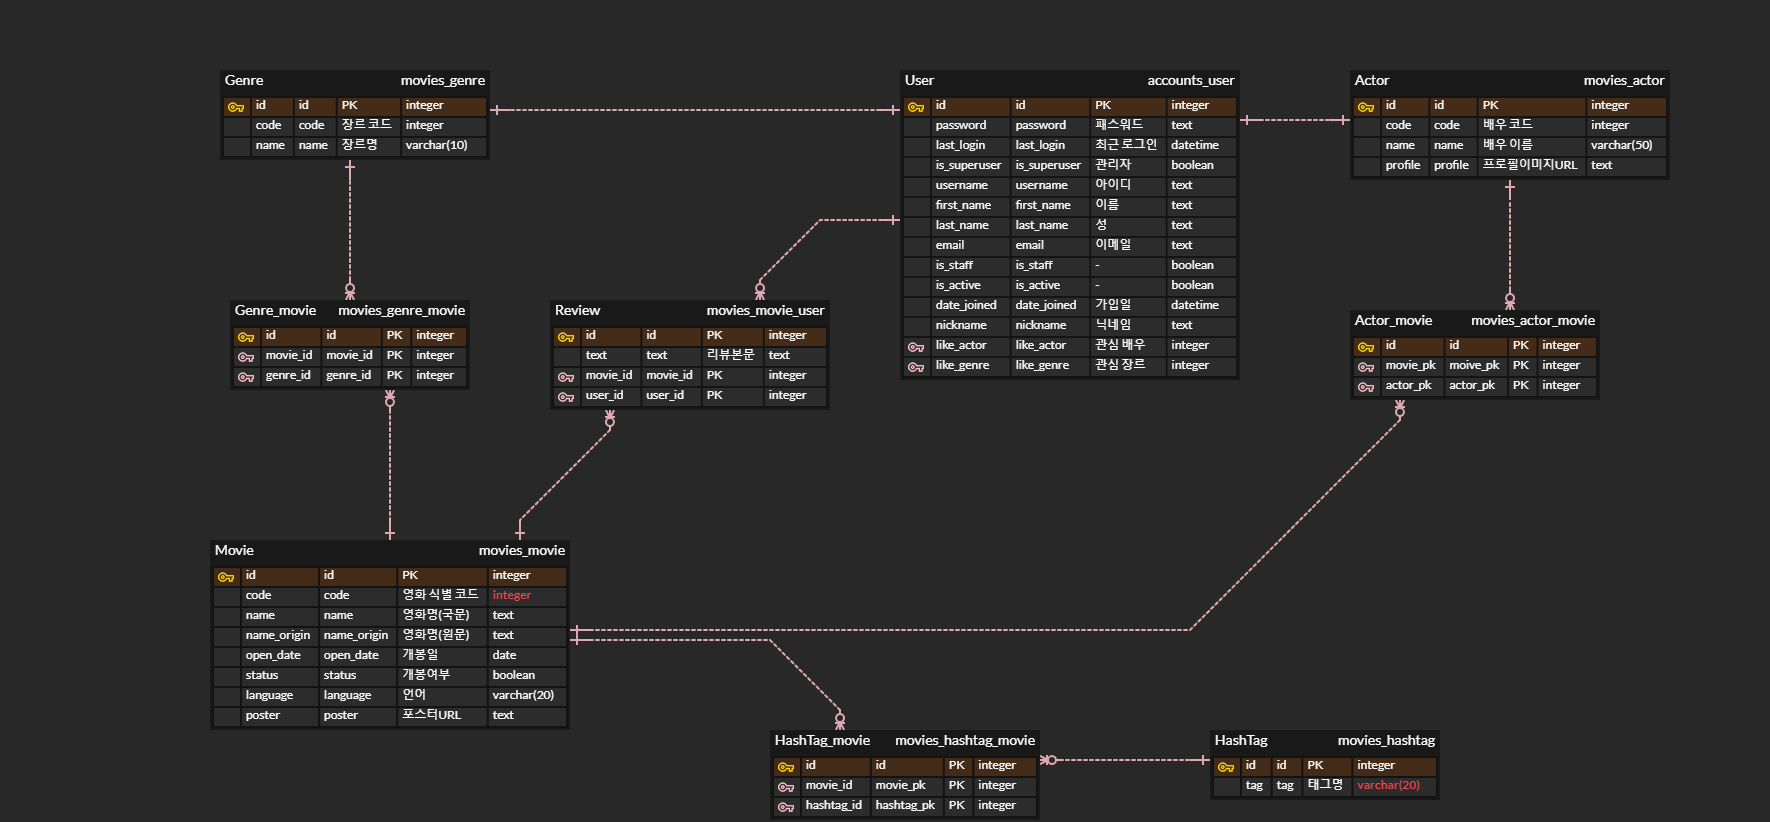 Genre movies_genre
id id PK integer
code code 장르 코드 integer
name name 장르명 varchar(10)
User accounts_user
id id PK integer
password password 패스워드 text
last_login last_login 최근 로그인 datetime
is_superuser is_superuser 관리자 boolean
username username 아이디 text
first_name first_name 이름 text
last_name last_name 성 text
email email 이메일 text
is_staff is_staff - boolean
is_active is_active - boolean
date_joined date_joined 가입일 datetime
nickname nickname 닉네임 text
like_actor like_actor 관심 배우 integer
like_genre like_genre 관심 장르 integer
Actor movies_actor
id id PK integer
code code 배우 코드 integer
name name 배우 이름 varchar(50)
profile profile 프로필이미지URL text
Genre_movie movies_genre_movie
id id PK integer
movie_id movie_id PK integer
genre_id genre_id PK integer
Review movies_movie_user
id id PK integer
text text 리뷰본문 text
movie_id movie_id PK integer
user_id user_id PK integer
Actor_movie movies_actor_movie
id id PK integer
movie_pk moive_pk PK integer
actor_pk actor_pk PK integer
Movie movies_movie
id id PK integer
code code 영화 식별 코드 integer
name name 영화명(국문) text
name_origin name_origin 영화명(원문) text
open_date open_date 개봉일 date
status status 개봉여부 boolean
language language 언어 varchar(20)
poster poster 포스터URL text
HashTag_movie movies_hashtag_movie
id id PK integer
movie_id movie_pk PK integer
hashtag_id hashtag_pk PK integer
HashTag movies_hashtag
id id PK integer
tag tag 태그명 varchar(20)